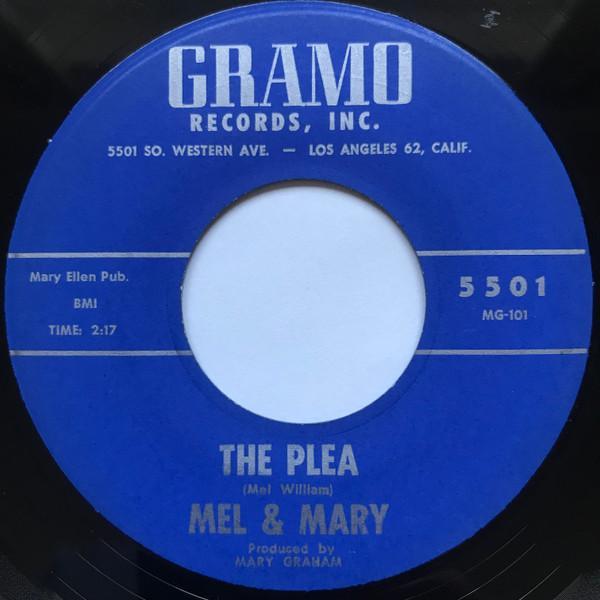 GRAMO
RECORDS, INC.
5501 SO. WESTERN AVE. — LOS ANGELES 62, CALIF.
Mary Ellen Pub.
BMI
TIME: 2:17
5501
MG-101
THE PLEA
(Mel William)
MEL & MARY
Produced by
MARY GRAHAM